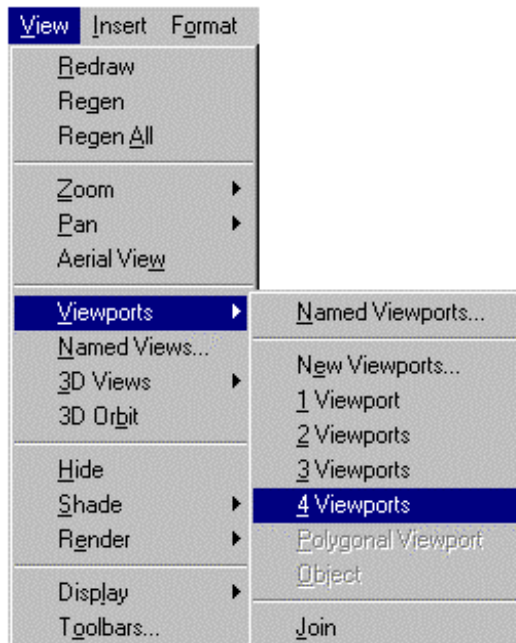 View Insert Format
Redraw
Regen
Regen All
Zoom
Pan
Aerial View
Viewports
Named Views...
3D Views
3D Orbit
Hide
Shade
Render
Display
Toolbars...
Named Viewports...
New Viewports...
1 Viewport
2 Viewports
3 Viewports
4 Viewports
Polygonal Viewport
Object
Join